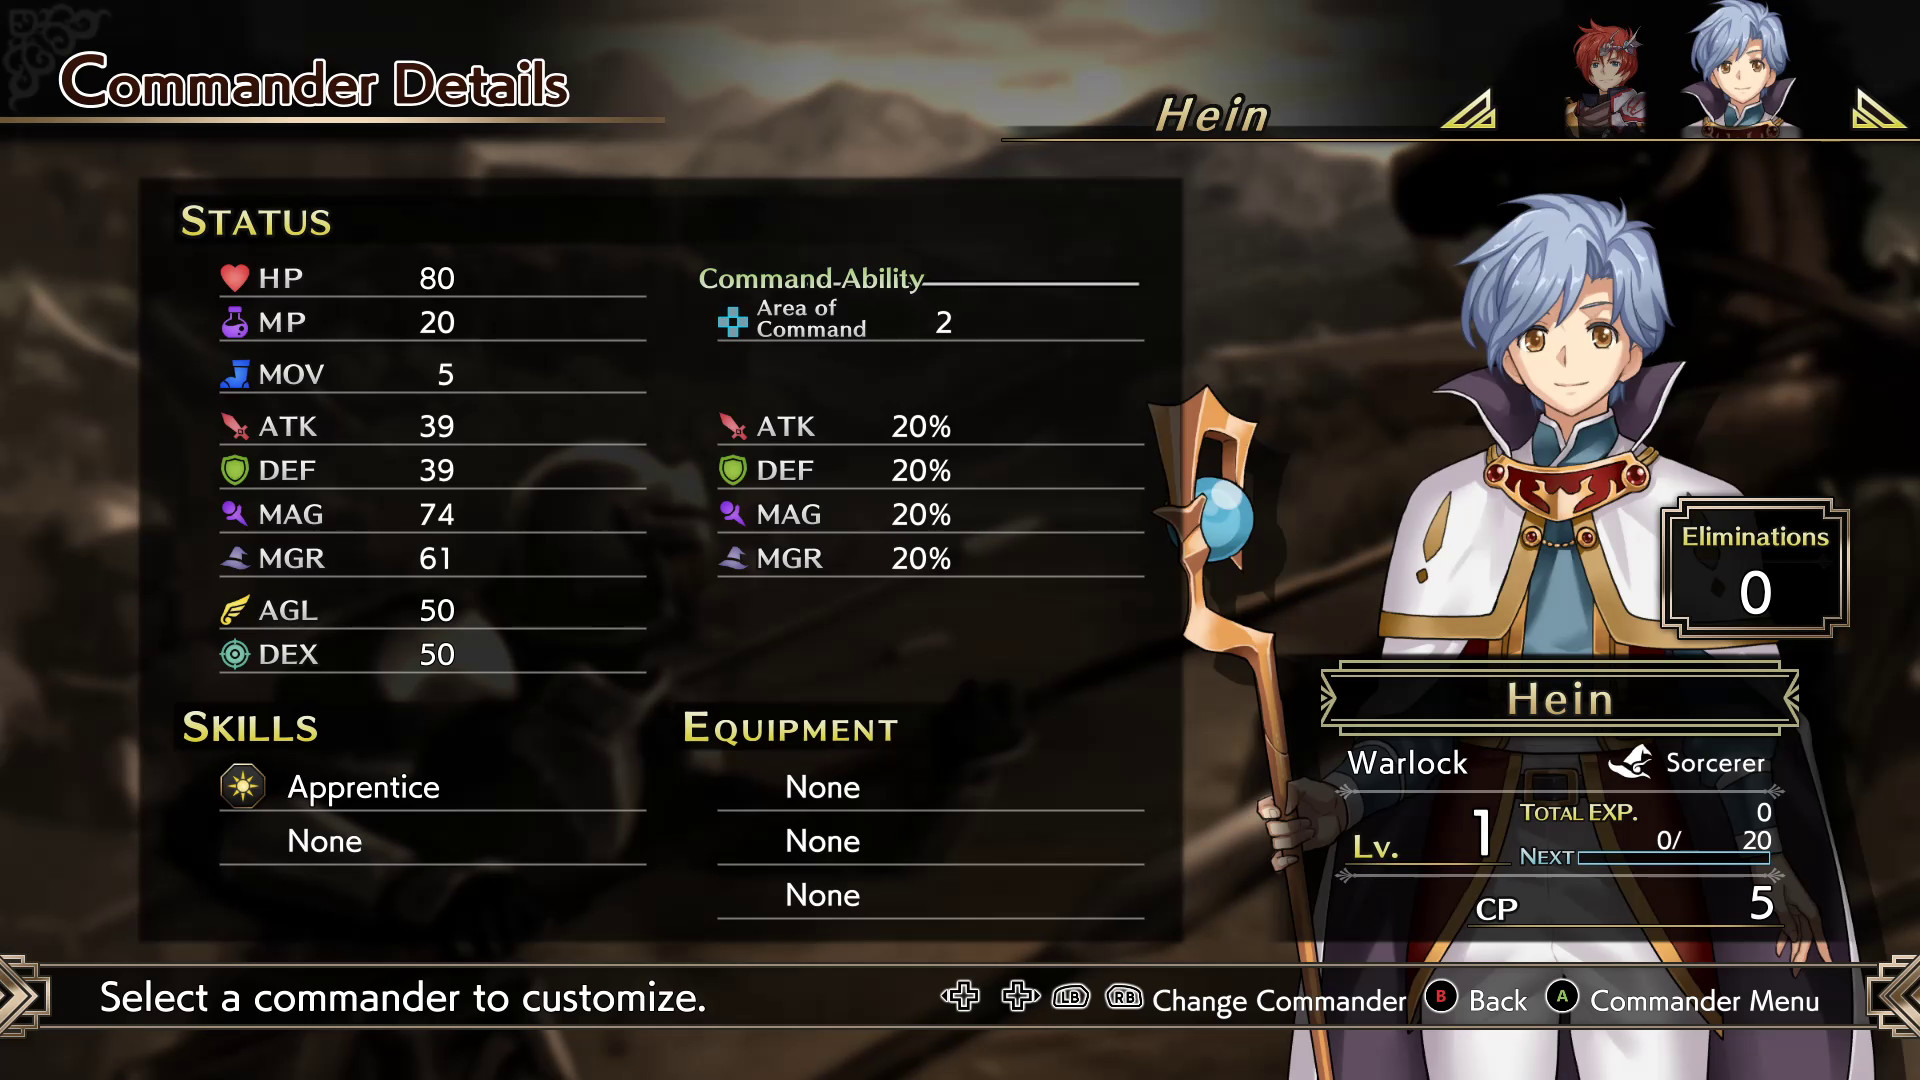 Commander Details
Hein
STATUS
HP 80
MP 20
MOV 5
ATK 39
DEF 39
MAG 74
MGR 61
AGL 50
DEX 50
Command Ability
Area of
Command 2
ATK 20%
DEF 20%
MAG 20%
MGR 20%
SKILLS
Apprentice
None
EQUIPMENT
None
None
None
Eliminations
0
Hein
Warlock Sorcerer
Lv. 1
TOTAL EXP. 0
NEXT 0/ 20
CP 5
Select a commander to customize.
LB RB Change Commander B Back A Commander Menu